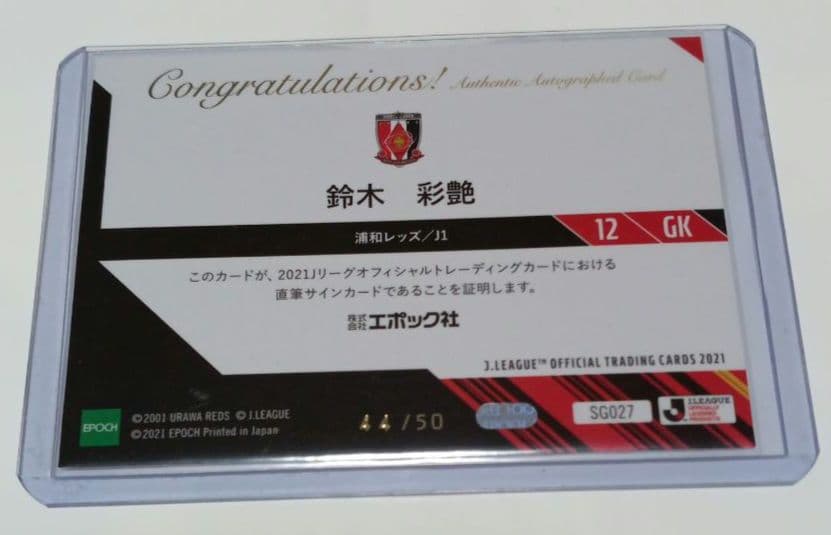 Congratulations! Authentic Autographed Card
鈴木 彩艶
浦和レッズ/J1
12 GK
このカードが、2021Jリーグオフィシャルトレーディングカードにおける
直筆サインカードであることを証明します。
株式会社エポック社
J.LEAGUE™ OFFICIAL TRADING CARDS 2021
EPOCH
©2001 URAWA REDS ©J.LEAGUE
©2021 EPOCH Printed in Japan
44/50
SG027
J.LEAGUE
OFFICIALLY
LICENSED
PRODUCTS